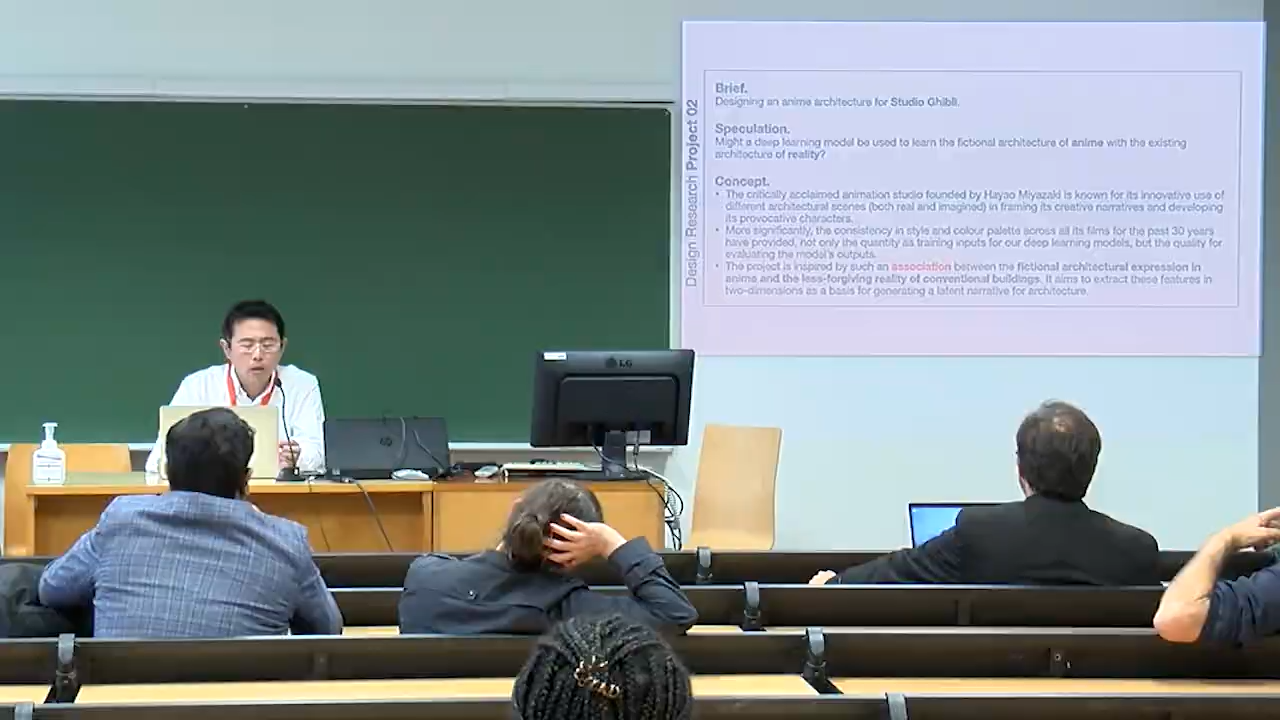 Design Research Project 02
Brief.
Designing an anime architecture for Studio Ghibli.
Speculation.
Might a deep learning model be used to learn the fictional architecture of anime with the existing
architecture of reality?
Concept.
• The critically acclaimed animation studio founded by Hayao Miyazaki is known for its innovative use of
different architectural scenes (both real and imagined) in framing its creative narratives and developing
its provocative characters.
• More significantly, the consistency in style and colour palette across all its films for the past 30 years
have provided, not only the quantity as training inputs for our deep learning models, but the quality for
evaluating the model's outputs.
• The project is inspired by such an association between the fictional architectural expression in
anime and the less-forgiving reality of conventional buildings. It aims to extract these features in
two-dimensions as a basis for generating a latent narrative for architecture.
LG
hp